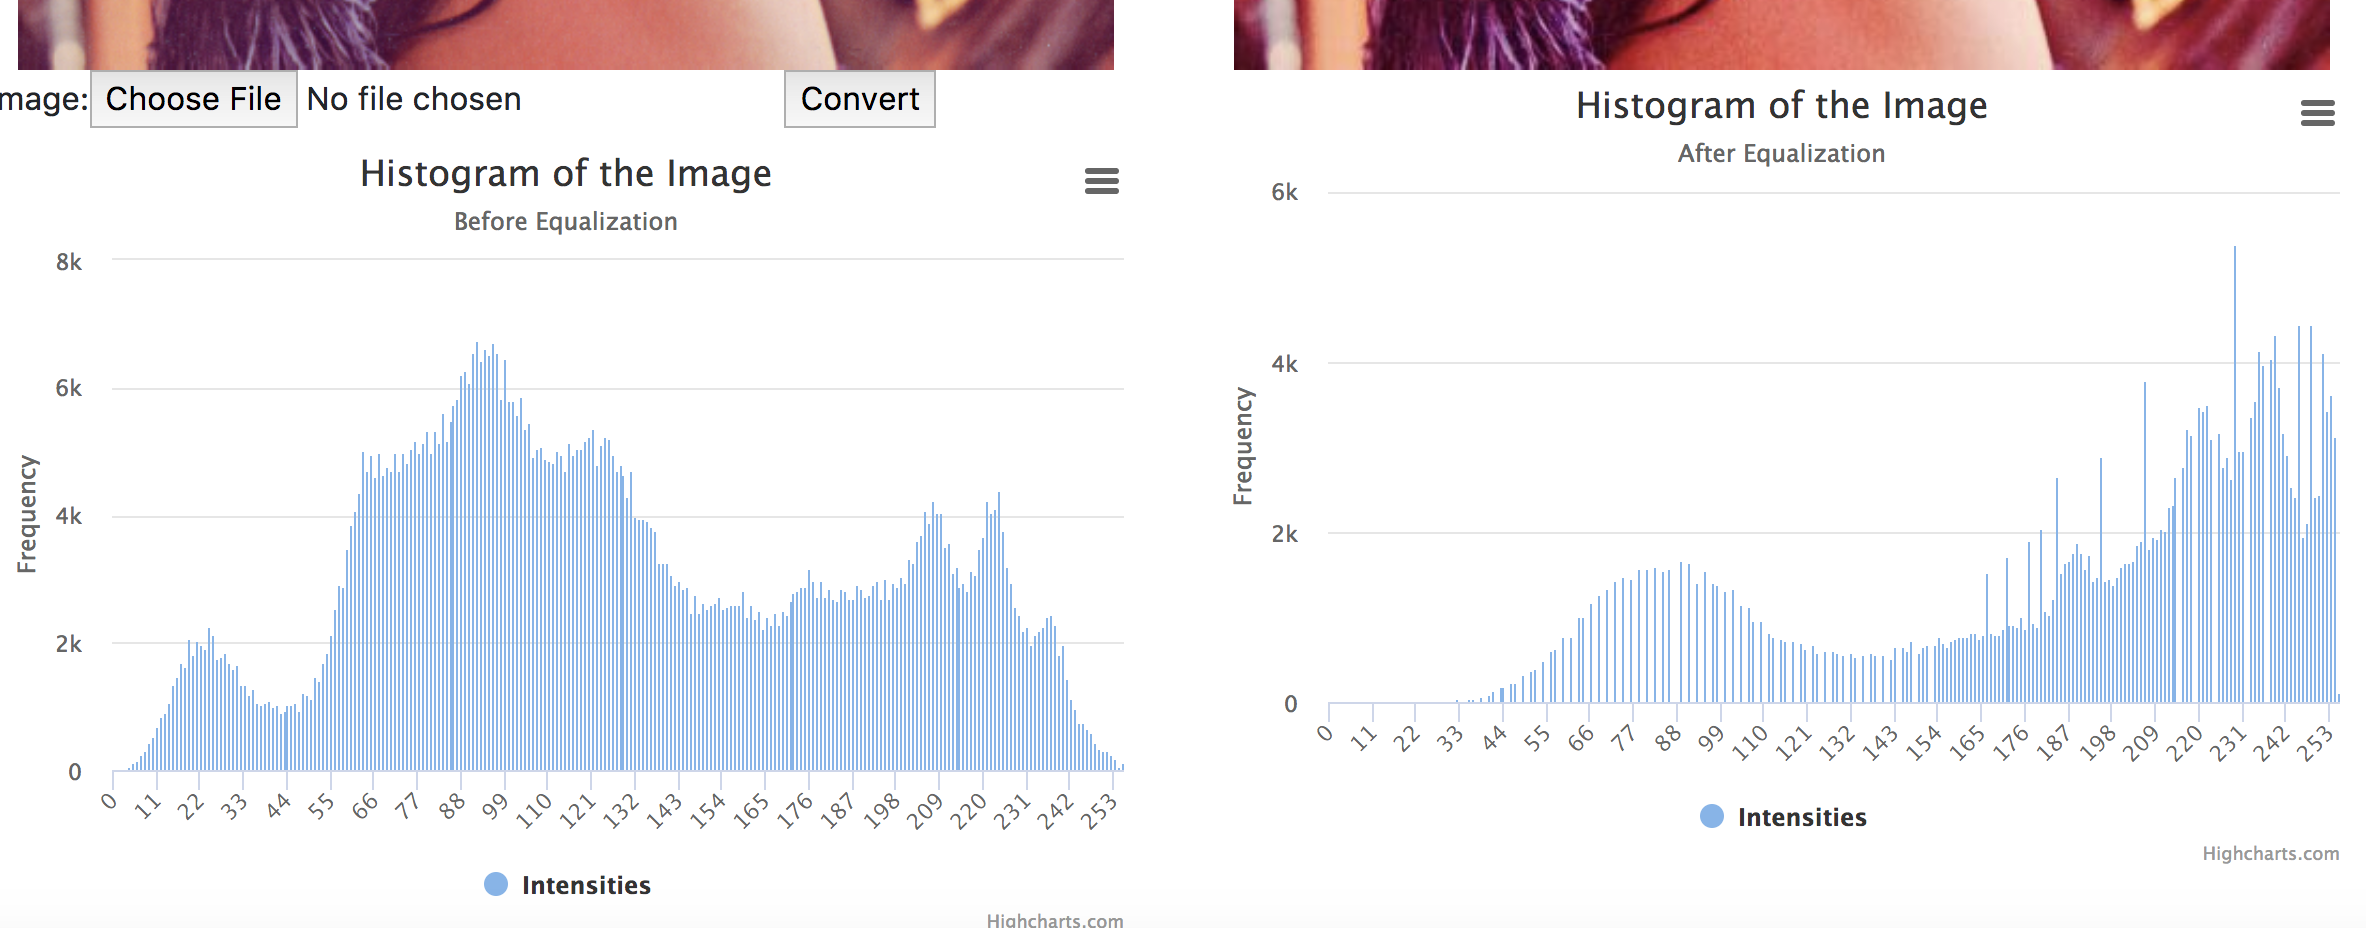 mage: Choose File No file chosen Convert
Histogram of the Image
Before Equalization
8k
6k
4k
2k
0
Frequency
0 11 22 33 44 55 66 77 88 99 110 121 132 143 154 165 176 187 198 209 220 231 242 253
Intensities
Highcharts.com
Histogram of the Image
After Equalization
6k
4k
2k
0
Frequency
0 11 22 33 44 55 66 77 88 99 110 121 132 143 154 165 176 187 198 209 220 231 242 253
Intensities
Highcharts.com